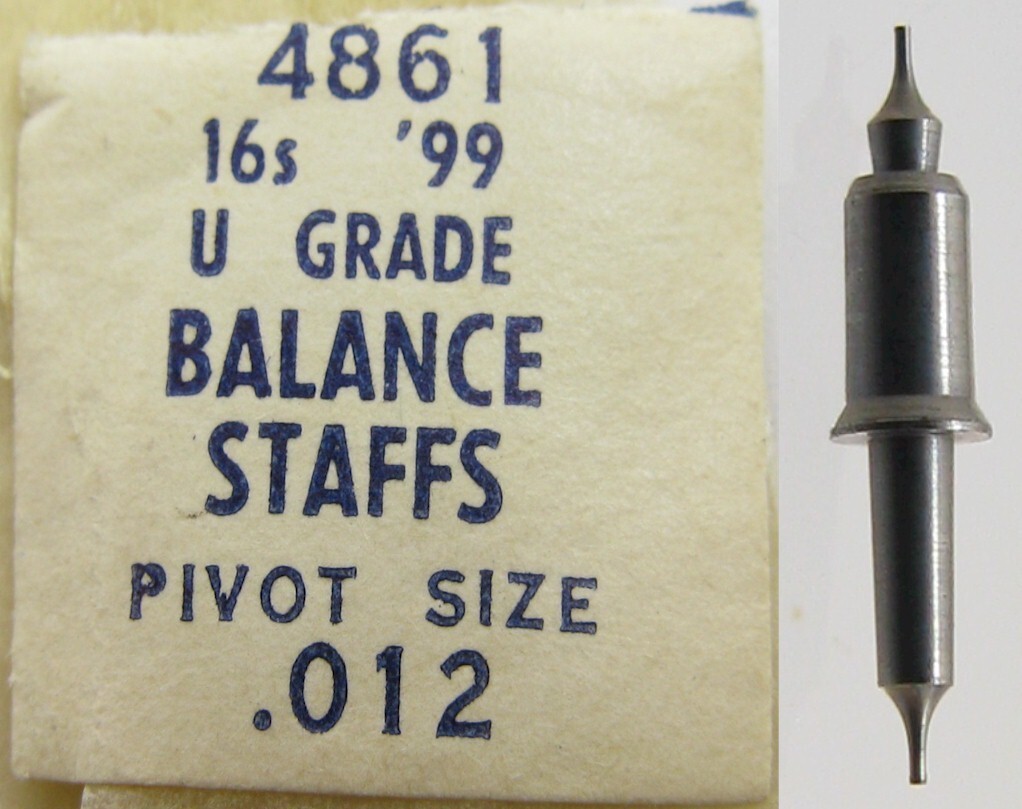 4861
16s '99
U GRADE
BALANCE
STAFFS
PIVOT SIZE
.012